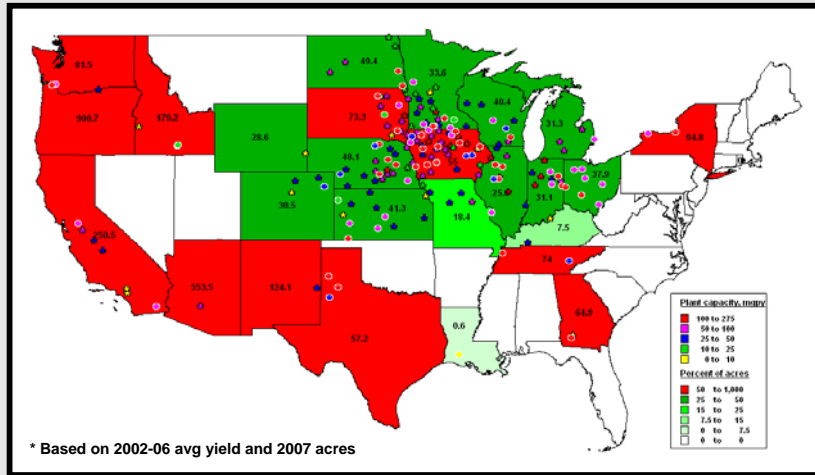 81.5
49.4
33.6
900.7
179.2
73.3
40.4
31.3
94.8
28.6
48.1
37.9
30.5
41.3
31.1
18.4
7.5
250.5
553.5
124.1
74
57.2
0.6
Plant capacity, mgpy
100 to 275
50 to 100
25 to 50
10 to 25
0 to 10
Percent of acres
50 to 1,000
25 to 50
15 to 25
7.5 to 15
0 to 7.5
0 to 0
* Based on 2002-06 avg yield and 2007 acres